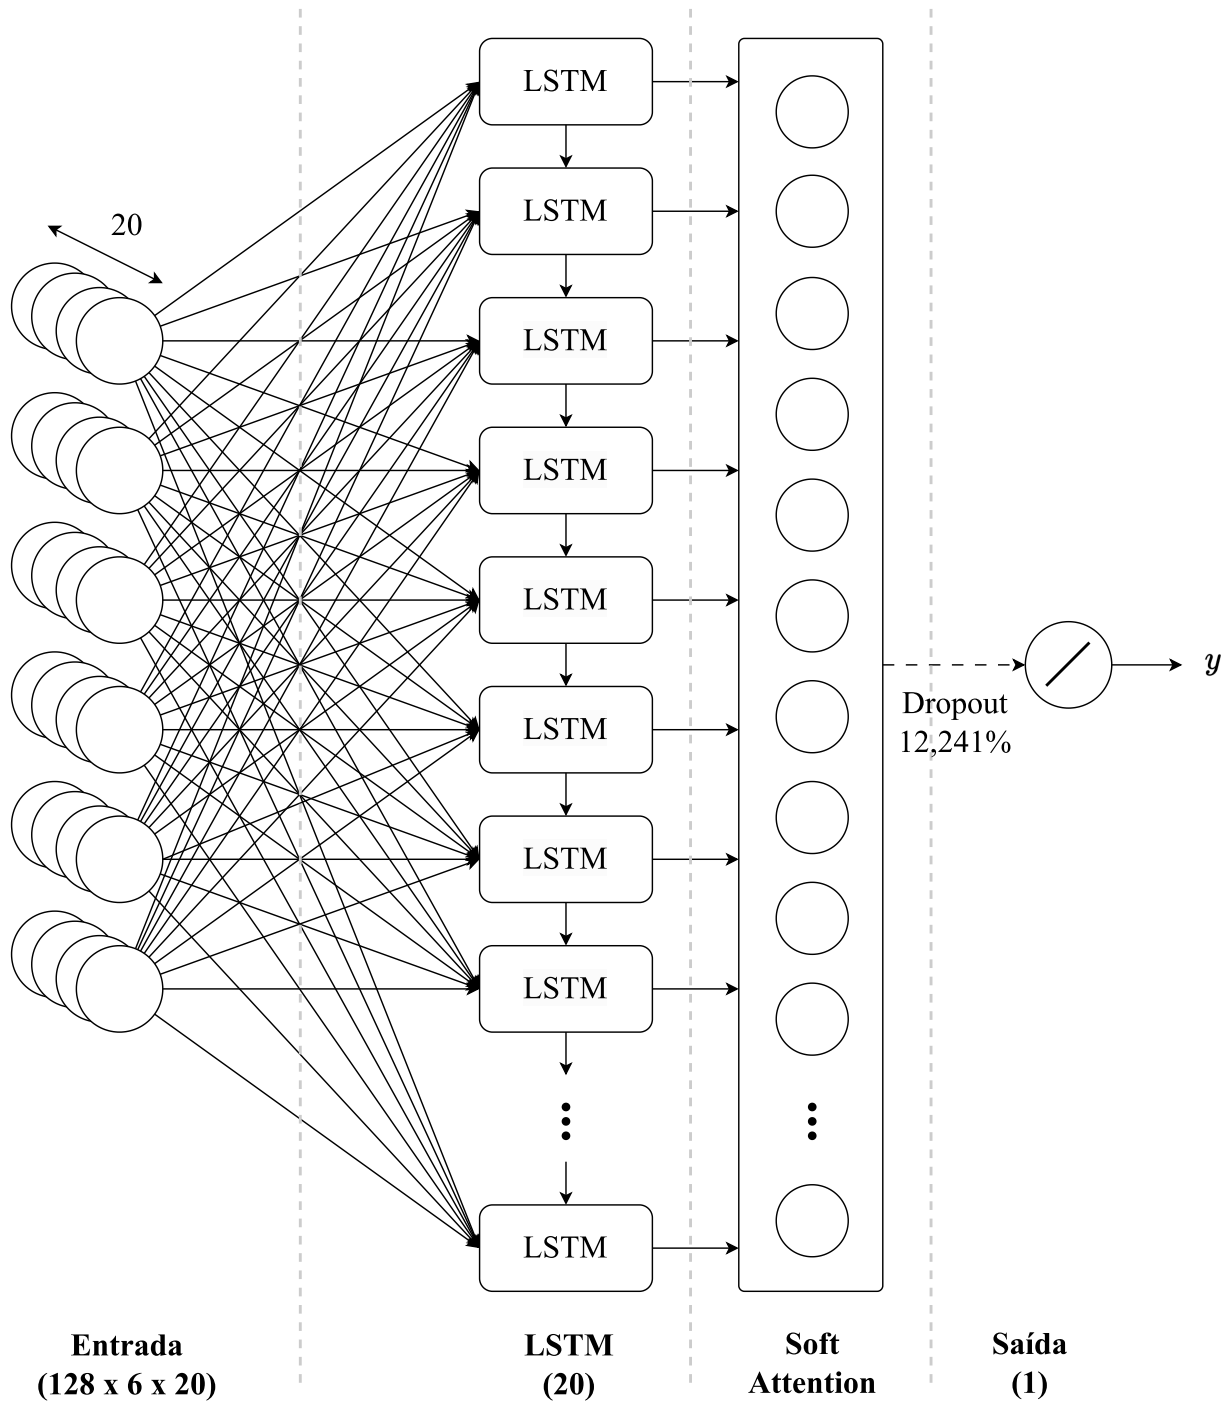 LSTM
LSTM
20
LSTM
LSTM
LSTM
y
Dropout
LSTM
12,241%
LSTM
LSTM
LSTM
Entrada
(128 x 6 x 20)
LSTM
(20)
Soft
Attention
Saída
(1)